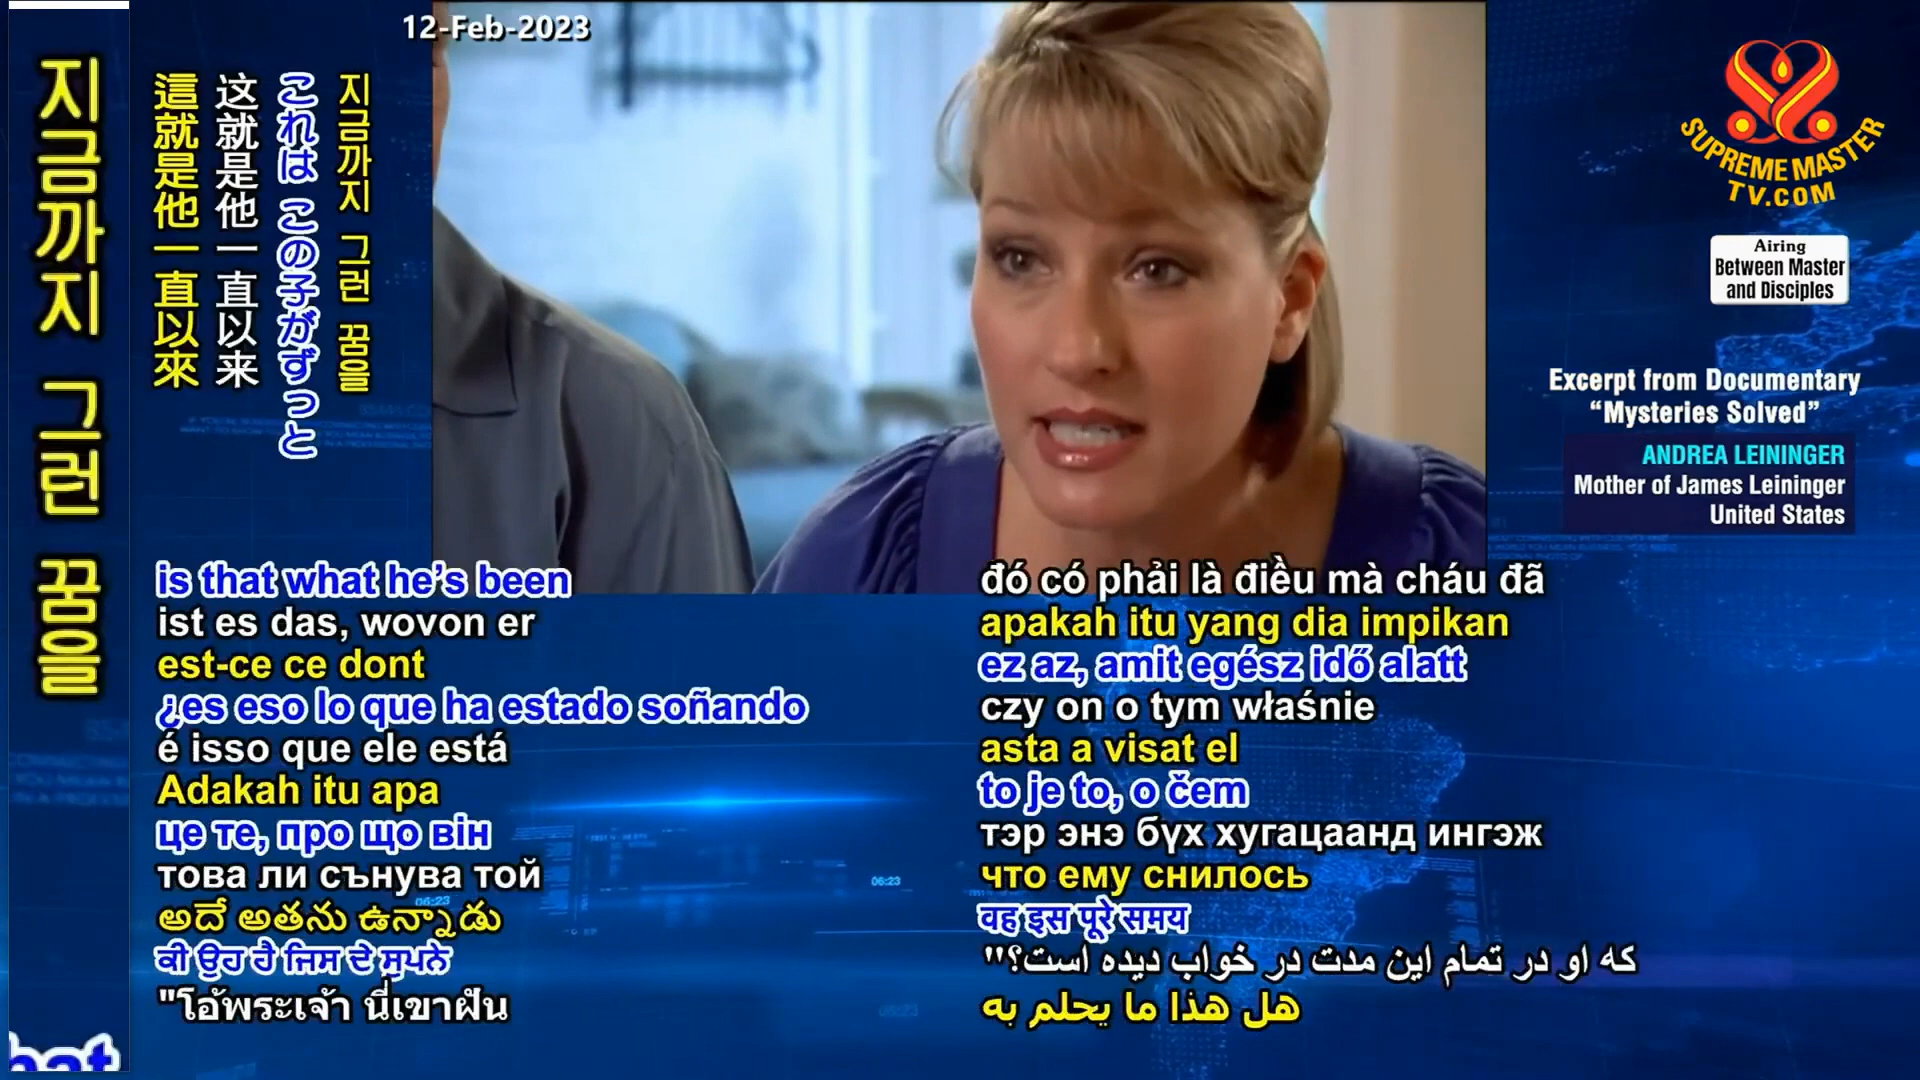 12-Feb-2023
지금까지 그런 꿈을
這就是他一直以來
这就是他一直以来
これは この子がずっと
지금까지 그런 꿈을
SUPREME MASTER
TV.COM
Airing
Between Master
and Disciples
Excerpt from Documentary
“Mysteries Solved”
ANDREA LEININGER
Mother of James Leininger
United States
is that what he’s been
ist es das, wovon er
est-ce ce dont
¿es eso lo que ha estado soñando
é isso que ele está
Adakah itu apa
це те, про що він
това ли сънува той
అదే అతను ఉన్నాడు
ਕੀ ਉਹ ਹੈ ਜਿਸ ਦੇ ਸੁਪਨੇ
"โอ้พระเจ้า นี่เขาฝัน
đó có phải là điều mà cháu đã
apakah itu yang dia impikan
ez az, amit egész idő alatt
czy on o tym właśnie
asta a visat el
to je to, o čem
тэр энэ бүх хугацаанд ингэж
что ему снилось
वह इस पूरे समय
که او در تمام این مدت در خواب دیده است؟"
هل هذا ما يحلم به
06:23
06:23
06:23